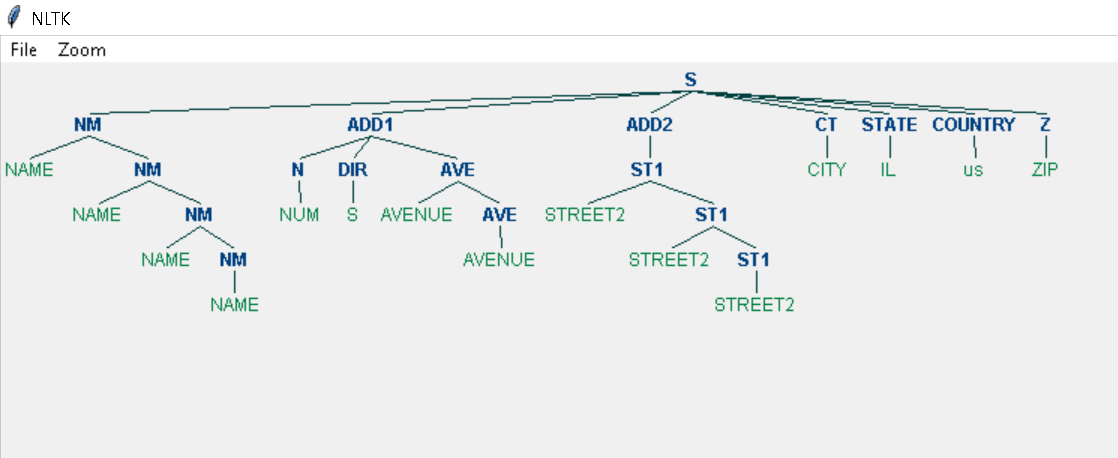 NLTK
File Zoom
S
NM ADD1 ADD2 CT STATE COUNTRY Z
NAME NM N DIR AVE ST1 CITY IL us ZIP
NAME NM NUM S AVENUE AVE STREET2 ST1
NAME NM AVENUE STREET2 ST1
NAME STREET2